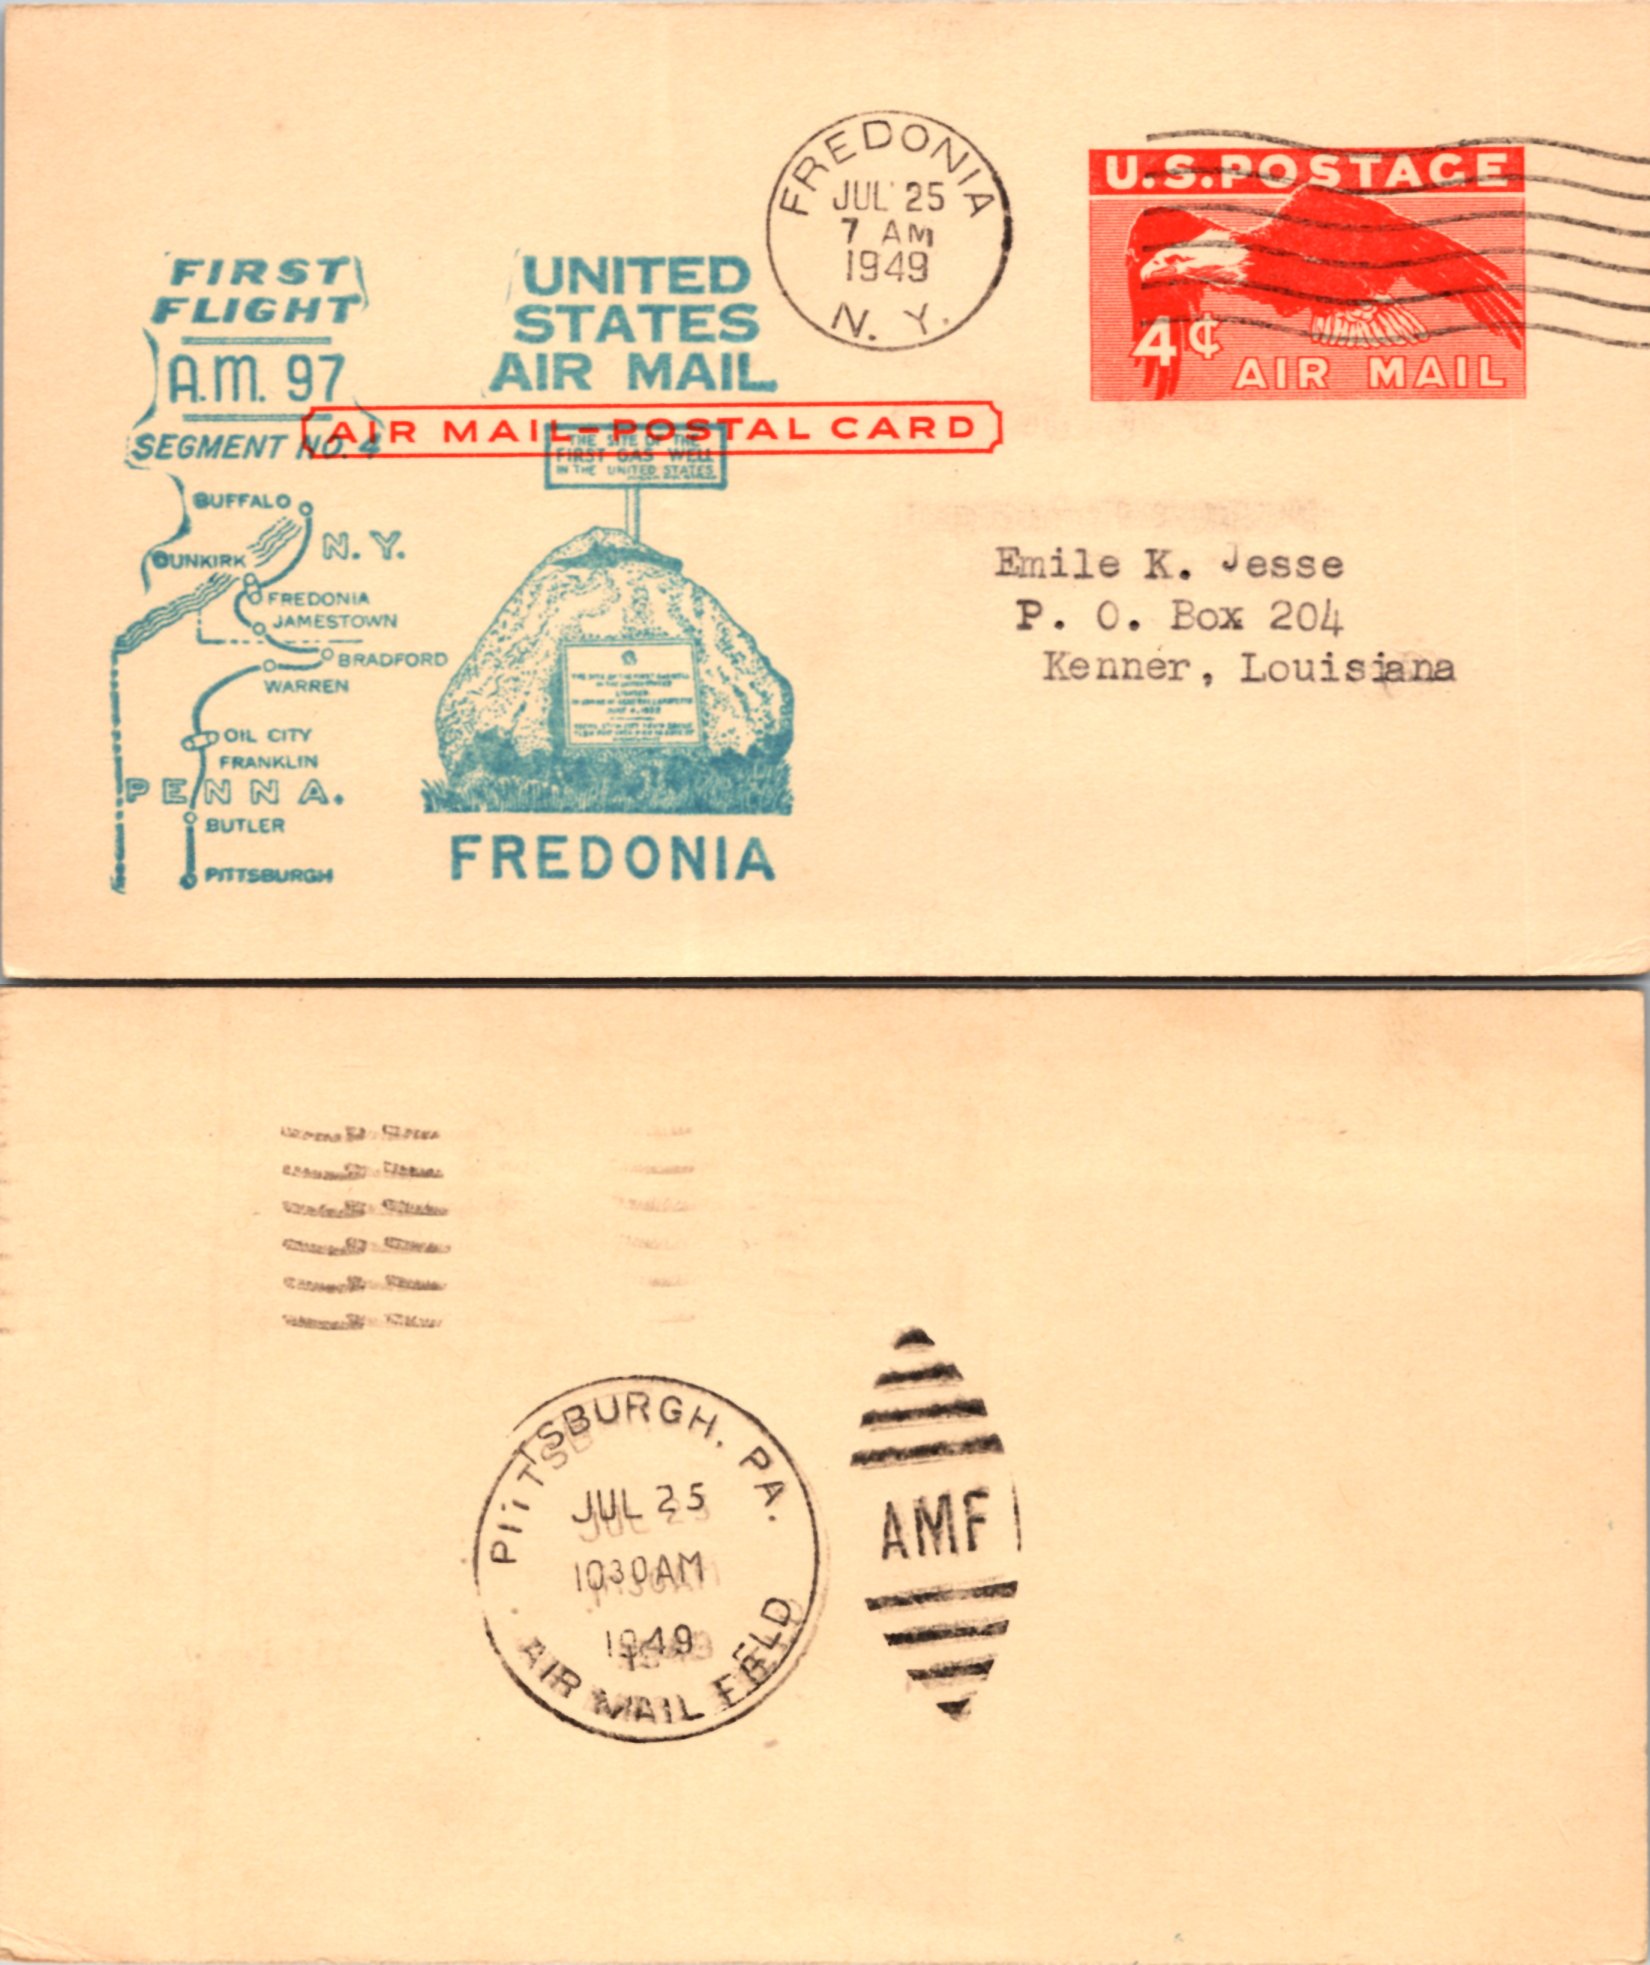 FIRST
FLIGHT
A.M. 97
SEGMENT NO. 4
UNITED
STATES
AIR MAIL
FREDONIA
JUL 25
7 AM
1949
N. Y.
U.S. POSTAGE
4¢
AIR MAIL
AIR MAIL–POSTAL CARD
THE SITE OF THE
FIRST GAS WELL
IN THE UNITED STATES
BUFFALO
N. Y.
DUNKIRK
FREDONIA
JAMESTOWN
BRADFORD
WARREN
OIL CITY
FRANKLIN
PENNA.
BUTLER
PITTSBURGH
FREDONIA
Emile K. Jesse
P. O. Box 204
Kenner, Louisiana
PITTSBURGH, PA.
JUL 25
1030AM
1949
AIR MAIL FIELD
AMF